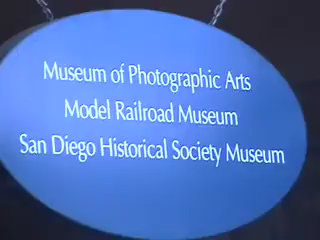 Museum of Photographic Arts
Model Railroad Museum
San Diego Historical Society Museum